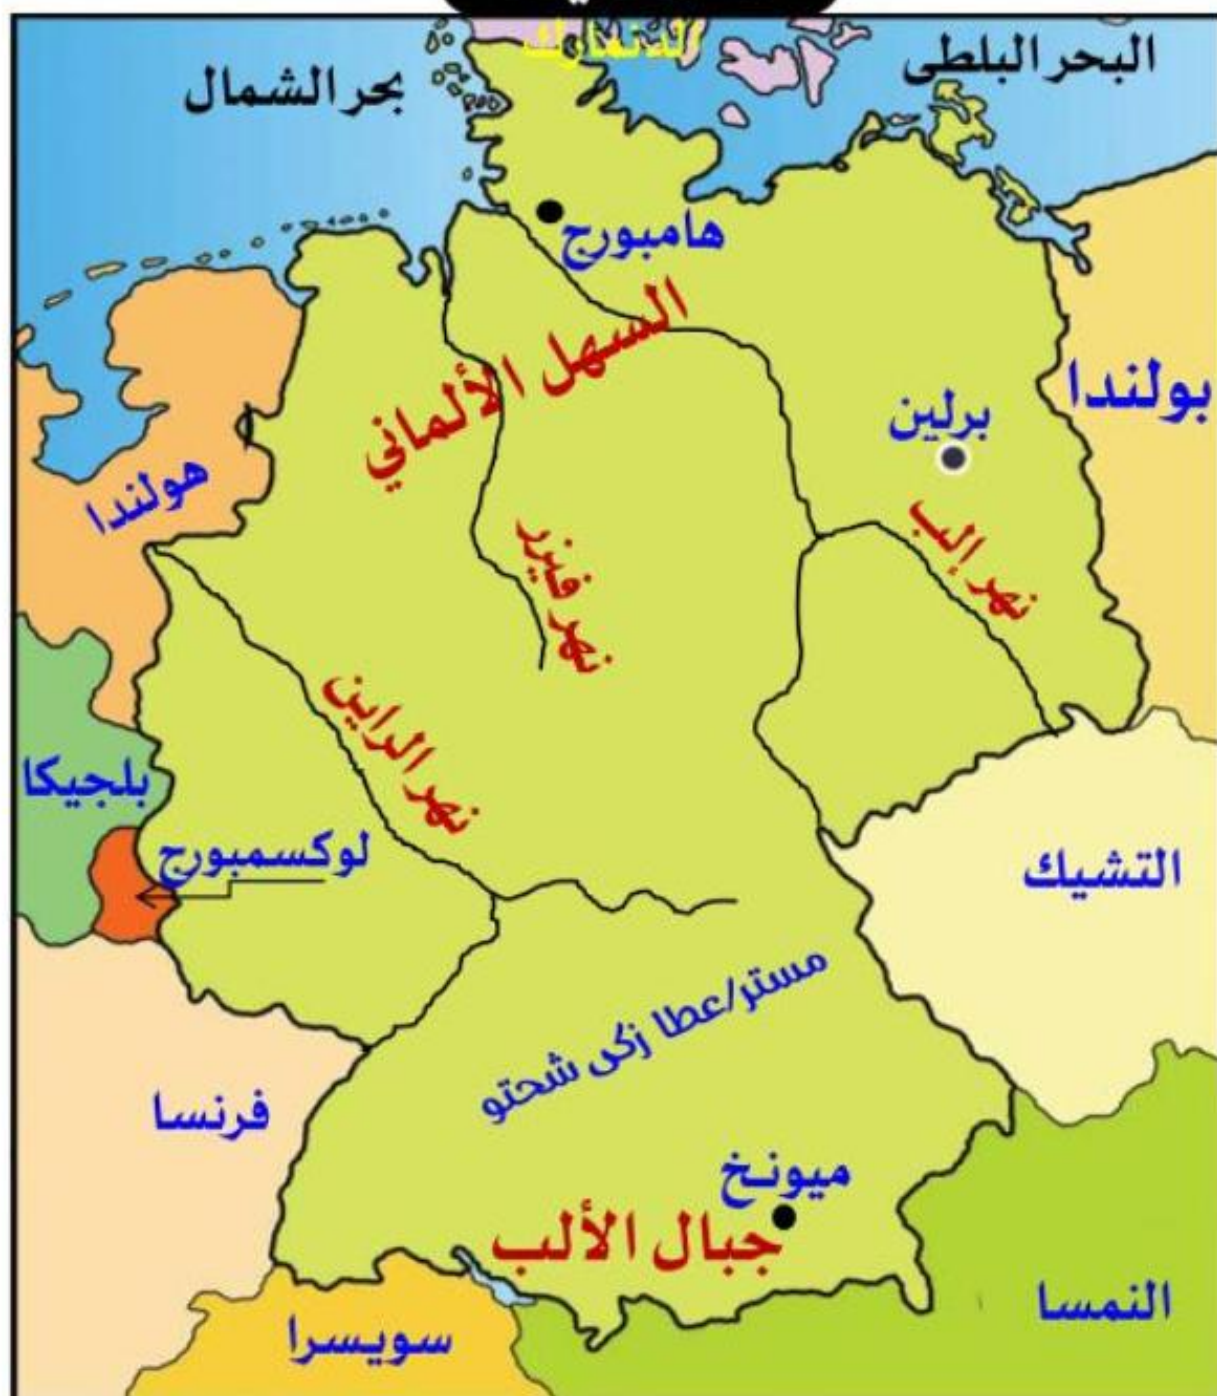 الدنمارك
البحر البلطى
بحر الشمال
هامبورج
السهل الألماني
بولندا
برلين
هولندا
نهر إلب
نهر فيزر
نهر الراين
بلجيكا
لوكسمبورج
التشيك
مستر/عطا زكى شحتو
فرنسا
ميونخ
جبال الألب
النمسا
سويسرا